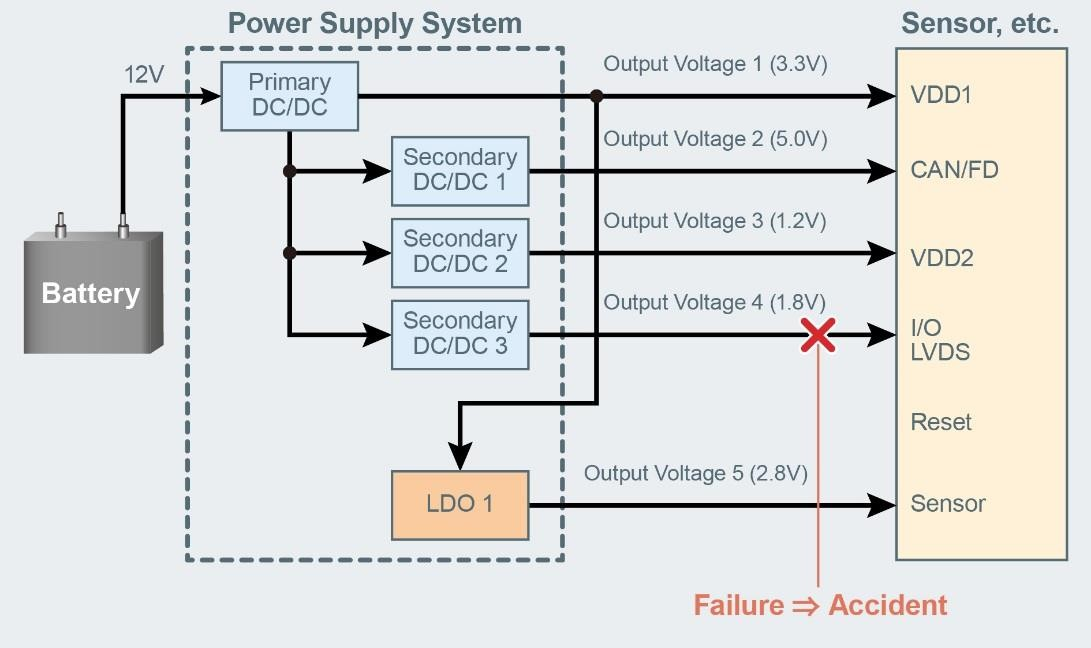 Power Supply System
Sensor, etc.
12V
Primary
DC/DC
Output Voltage 1 (3.3V)
VDD1
Secondary
DC/DC 1
Output Voltage 2 (5.0V)
CAN/FD
Secondary
DC/DC 2
Output Voltage 3 (1.2V)
VDD2
Battery
Secondary
DC/DC 3
Output Voltage 4 (1.8V)
I/O
LVDS
Reset
LDO 1
Output Voltage 5 (2.8V)
Sensor
Failure ⇒ Accident